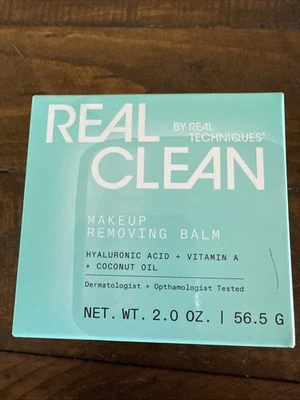 REAL
BY REAL
TECHNIQUES®
CLEAN
MAKEUP
REMOVING BALM
HYALURONIC ACID + VITAMIN A
+ COCONUT OIL
Dermatologist + Opthamologist Tested
NET. WT. 2.0 OZ. | 56.5 G